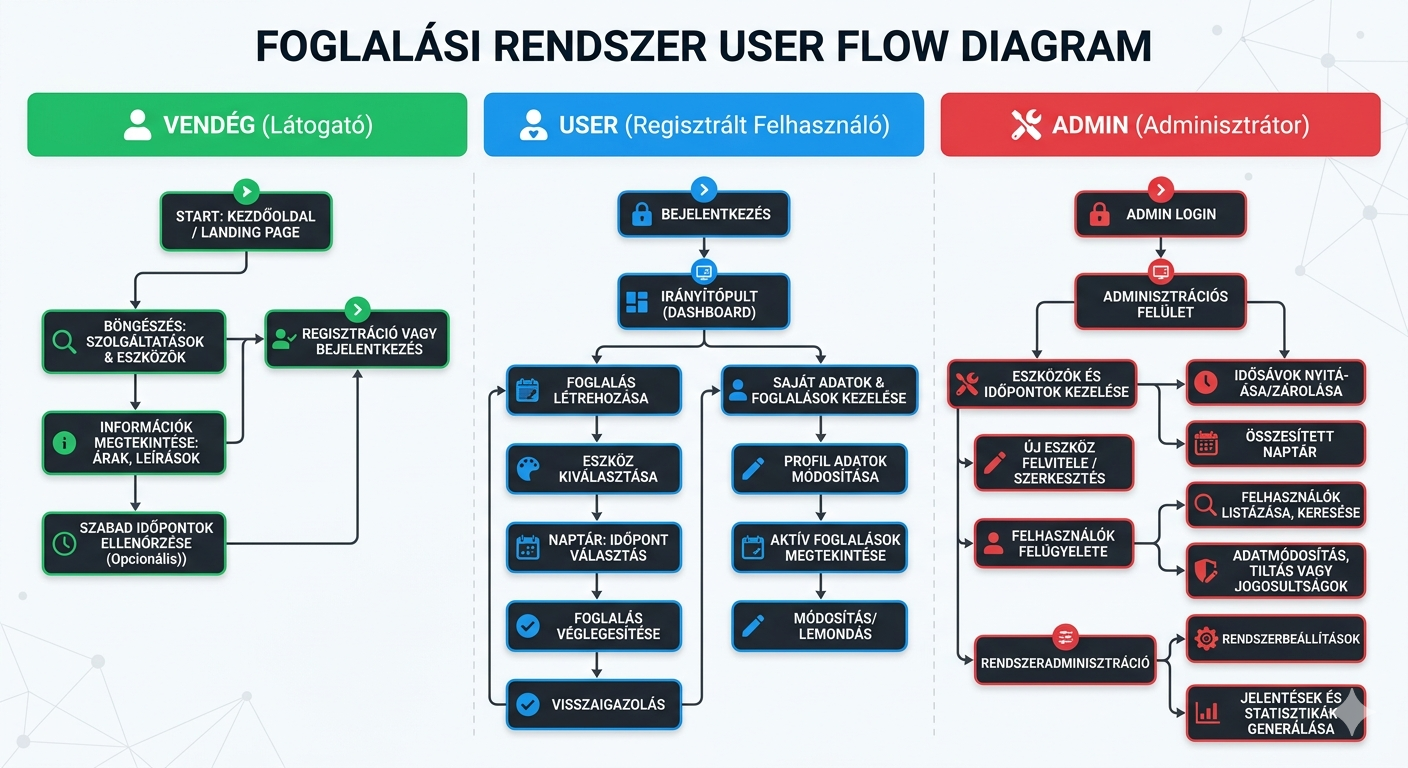 FOGLALÁSI RENDSZER USER FLOW DIAGRAM
VENDÉG (Látogató)
START: KEZDŐOLDAL
/ LANDING PAGE
BÖNGÉSZÉS:
SZOLGÁLTATÁSOK
& ESZKÖZÖK
REGISZTRÁCIÓ VAGY
BEJELENTKEZÉS
INFORMÁCIÓK
MEGTEKINTÉSE:
ÁRAK, LEÍRÁSOK
SZABAD IDŐPONTOK
ELLENŐRZÉSE
(Opcionális))
USER (Regisztrált Felhasználó)
BEJELENTKEZÉS
IRÁNYÍTÓPULT
(DASHBOARD)
FOGLALÁS
LÉTREHOZÁSA
ESZKÖZ
KIVÁLASZTÁSA
NAPTÁR: IDŐPONT
VÁLASZTÁS
FOGLALÁS
VÉGLEGESÍTÉSE
VISSZAIGAZOLÁS
SAJÁT ADATOK &
FOGLALÁSOK KEZELÉSE
PROFIL ADATOK
MÓDOSÍTÁSA
AKTÍV FOGLALÁSOK
MEGTEKINTÉSE
MÓDOSÍTÁS/
LEMONDÁS
ADMIN (Adminisztrátor)
ADMIN LOGIN
ADMINISZTRÁCIÓS
FELÜLET
ESZKÖZÖK ÉS
IDŐPONTOK KEZELÉSE
IDŐSÁVOK NYITÁ-
ÁSA/ZÁROLÁSA
ÖSSZESÍTETT
NAPTÁR
ÚJ ESZKÖZ
FELVITELE /
SZERKESZTÉS
FELHASZNÁLÓK
FELÜGYELETE
FELHASZNÁLÓK
LISTÁZÁSA, KERESÉSE
ADATMÓDOSÍTÁS,
TILTÁS VAGY
JOGOSULTSÁGOK
RENDSZERADMINISZTRÁCIÓ
RENDSZERBEÁLLÍTÁSOK
JELENTÉSEK ÉS
STATISZTIKÁK
GENERÁLÁSA